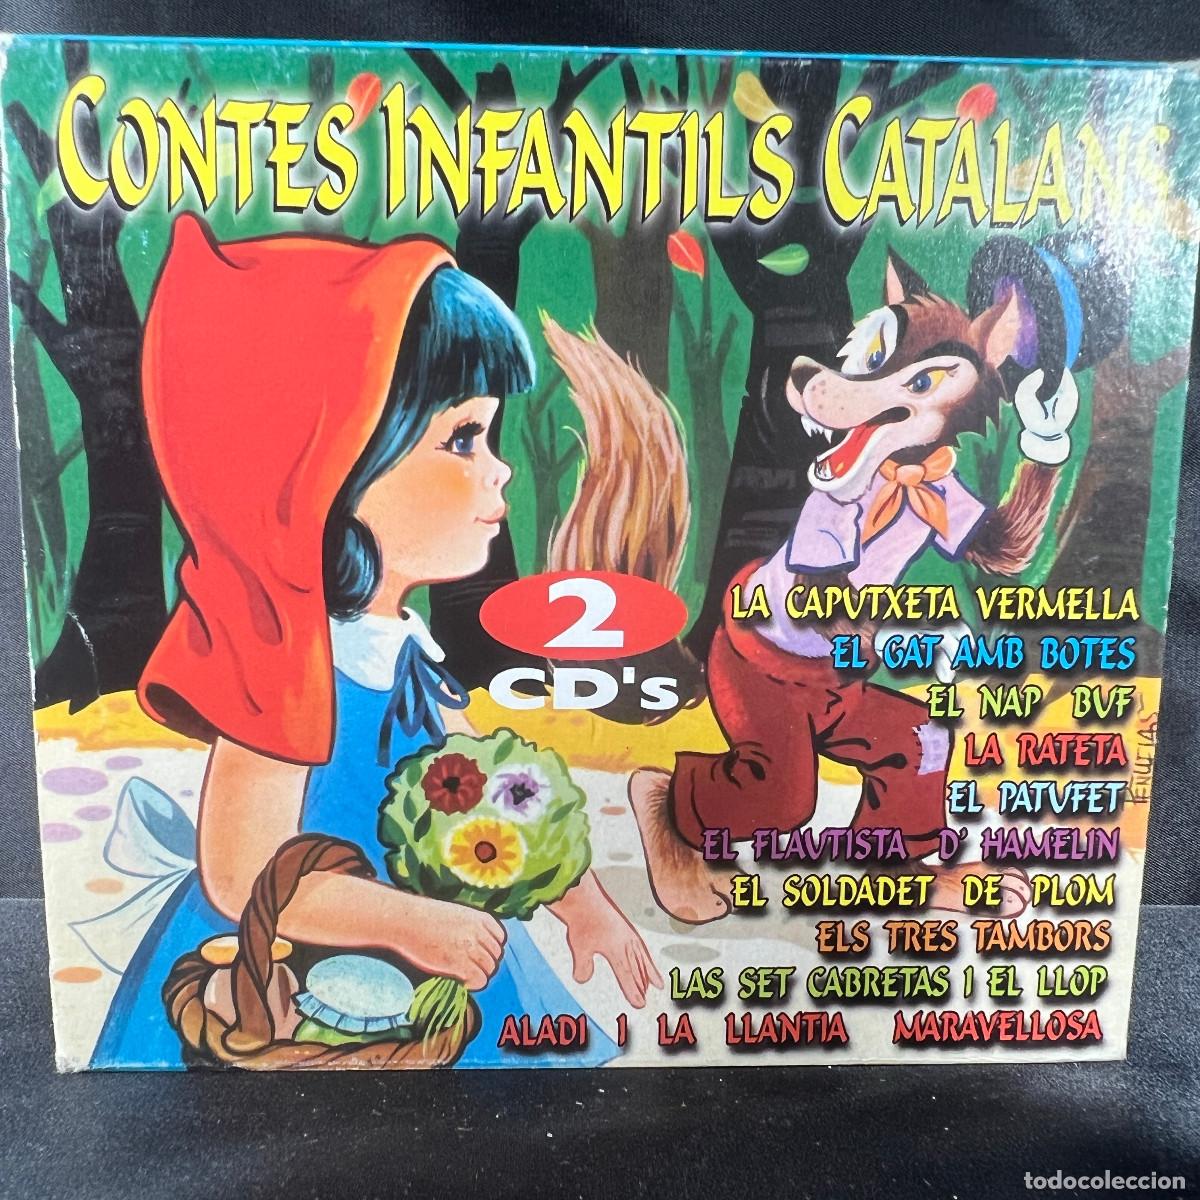 CONTES INFANTILS CATALANS
2
CD's
LA CAPUTXETA VERMELLA
EL GAT AMB BOTES
EL NAP BUF
LA RATETA
EL PATUFET
EL FLAUTISTA D' HAMELIN
EL SOLDADET DE PLOM
ELS TRES TAMBORS
LAS SET CABRETAS I EL LLOP
ALADI I LA LLANTIA MARAVELLOSA
todocoleccion